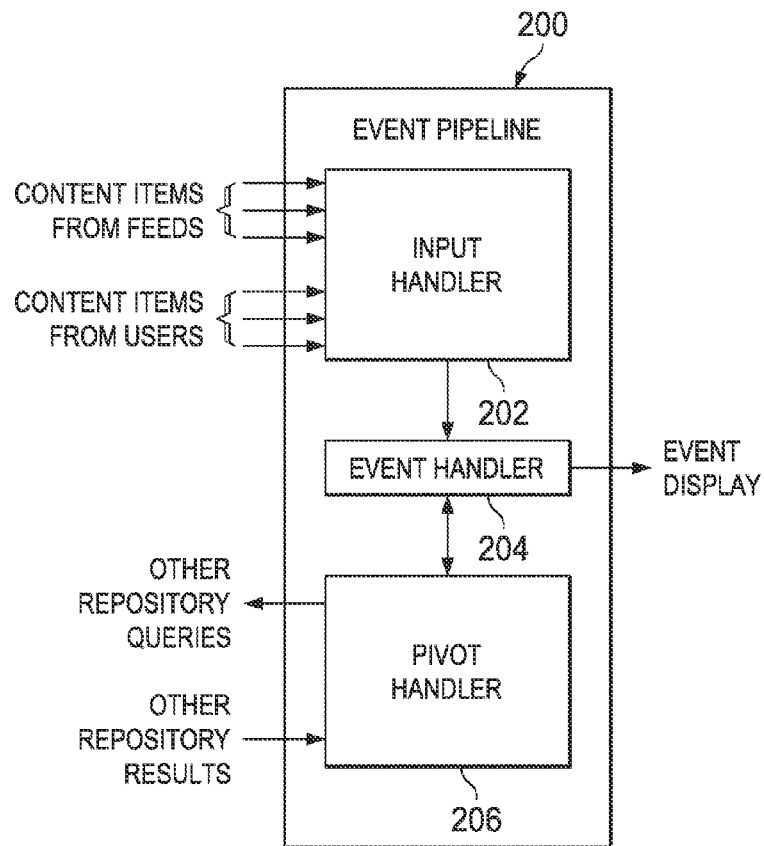 200
EVENT PIPELINE
CONTENT ITEMS
FROM FEEDS
INPUT
HANDLER
CONTENT ITEMS
FROM USERS
202
EVENT HANDLER
EVENT
DISPLAY
204
OTHER
REPOSITORY
QUERIES
PIVOT
HANDLER
OTHER
REPOSITORY
RESULTS
206